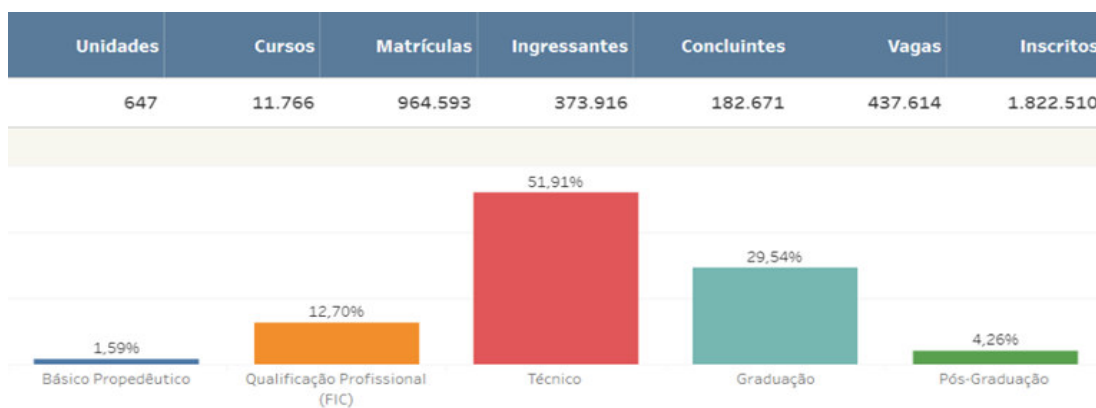 Unidades Cursos Matrículas Ingressantes Concluintes Vagas Inscritos
647 11.766 964.593 373.916 182.671 437.614 1.822.510
51,91%
29,54%
12,70%
4,26%
1,59%
Básico Propedêutico Qualificação Profissional Técnico Graduação Pós-Graduação
(FIC)